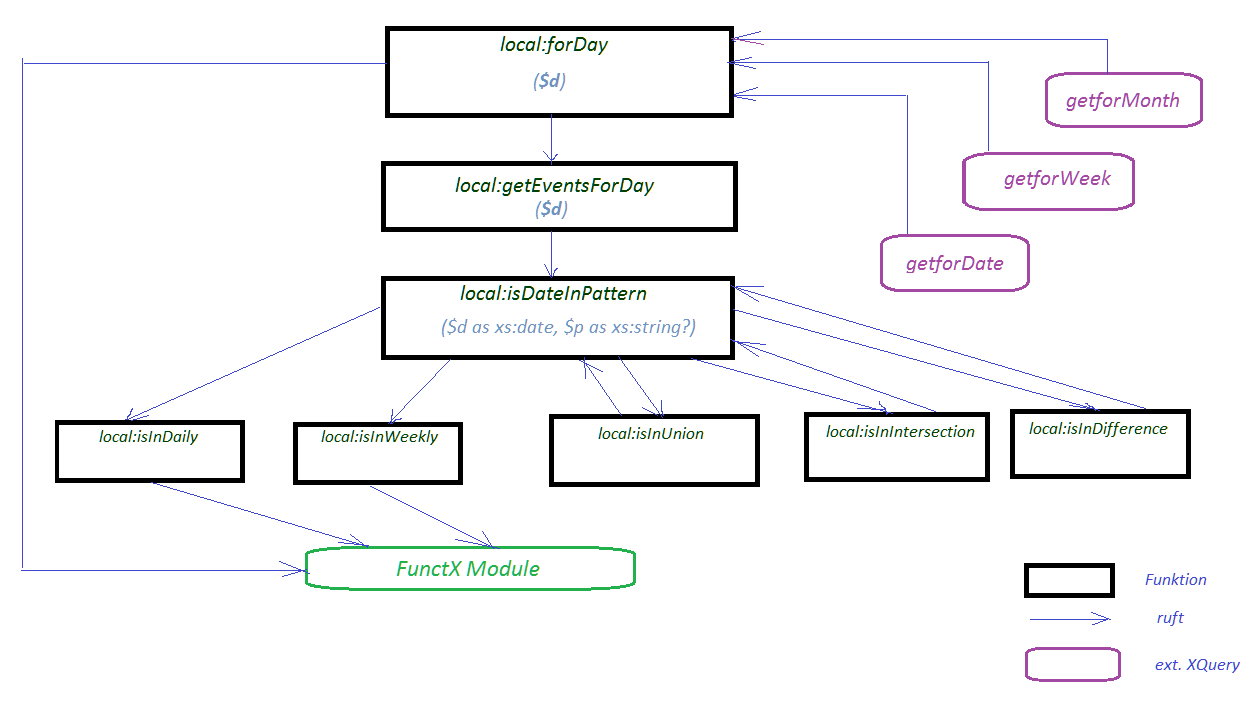 local:forDay
($d)
getforMonth
local:getEventsForDay
($d)
getforWeek
getforDate
local:isDateInPattern
($d as xs:date, $p as xs:string?)
local:isInDaily
local:isInWeekly
local:isInUnion
local:isInIntersection
local:isInDifference
FunctX Module
Funktion
ruft
ext. XQuery